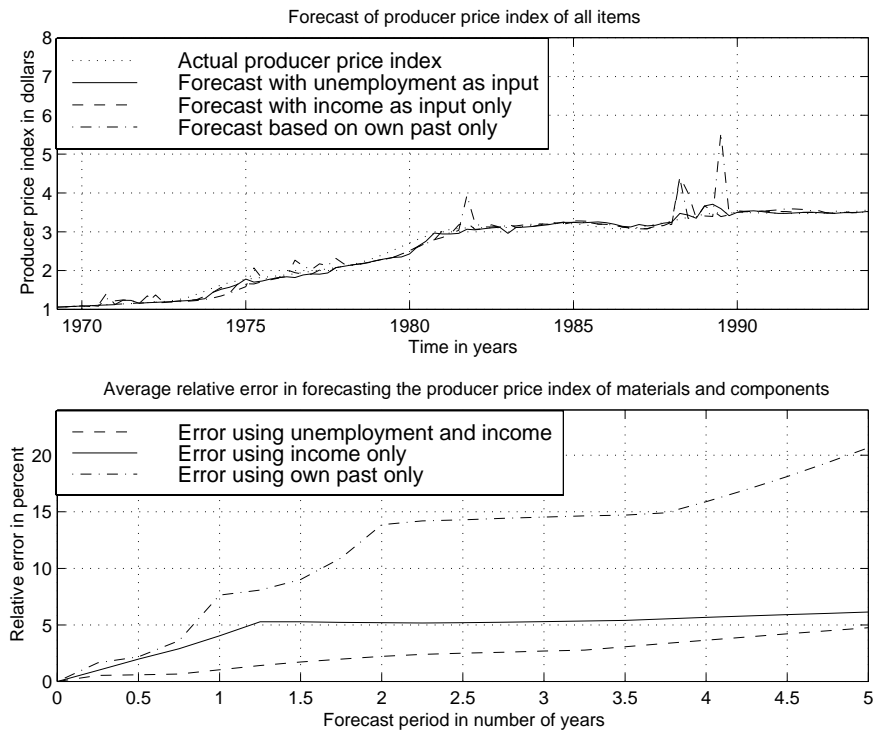 Forecast of producer price index of all items
Producer price index in dollars
8
7
6
5
4
3
2
1
Actual producer price index
Forecast with unemployment as input
Forecast with income as input only
Forecast based on own past only
1970 1975 1980 1985 1990
Time in years
Average relative error in forecasting the producer price index of materials and components
Relative error in percent
20
15
10
5
0
Error using unemployment and income
Error using income only
Error using own past only
0 0.5 1 1.5 2 2.5 3 3.5 4 4.5 5
Forecast period in number of years